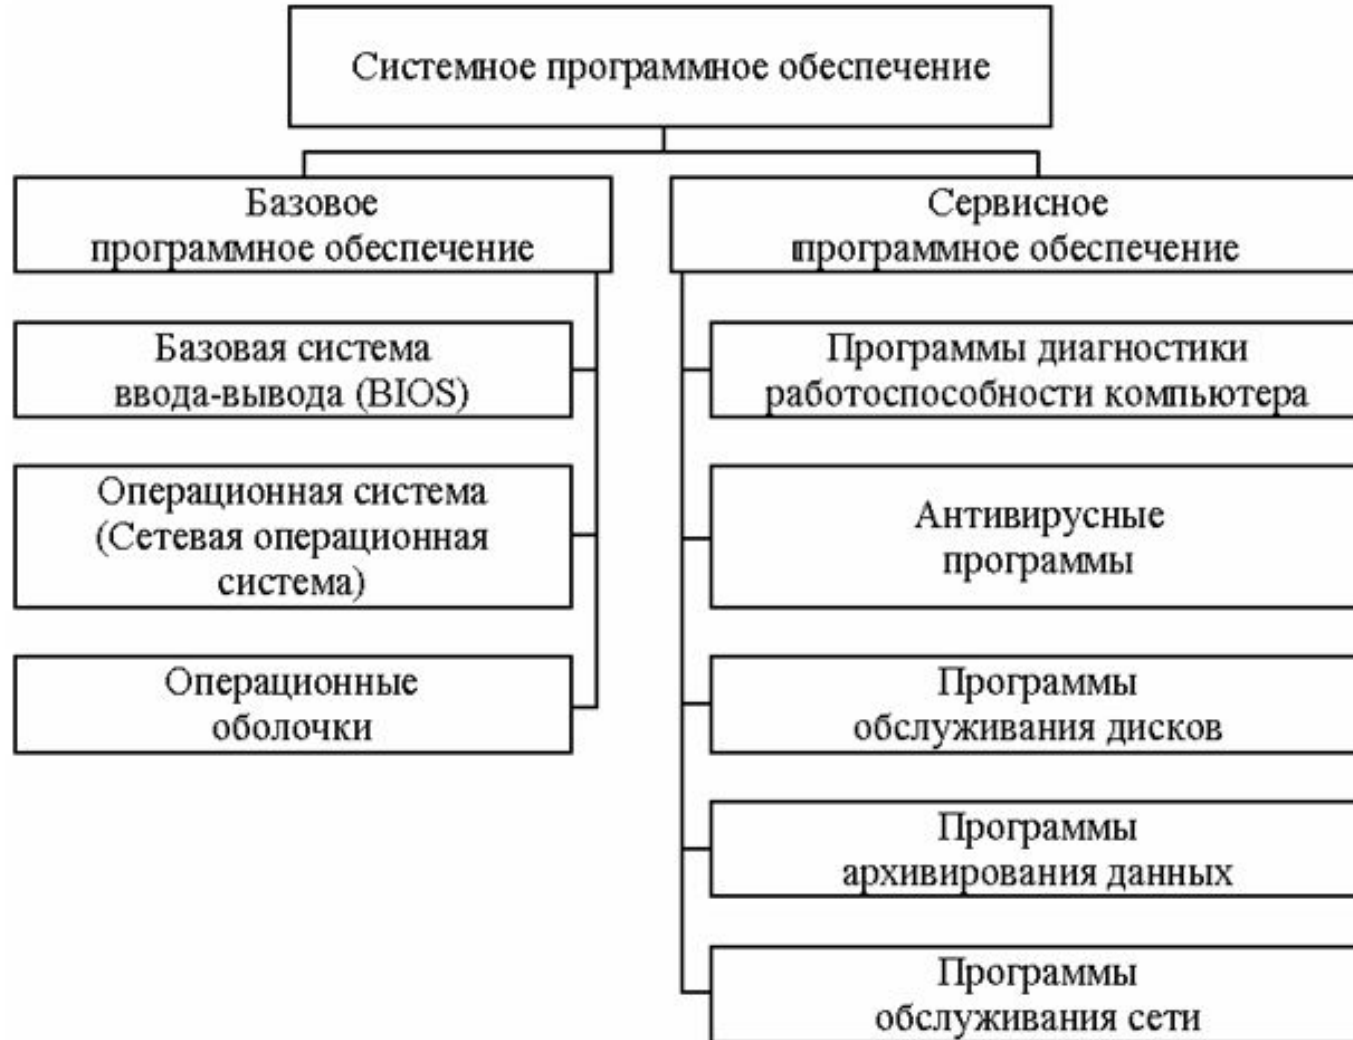 Системное программное обеспечение
Базовое
программное обеспечение
Базовая система
ввода-вывода (BIOS)
Операционная система
(Сетевая операционная
система)
Операционные
оболочки
Сервисное
программное обеспечение
Программы диагностики
работоспособности компьютера
Антивирусные
программы
Программы
обслуживания дисков
Программы
архивирования данных
Программы
обслуживания сети